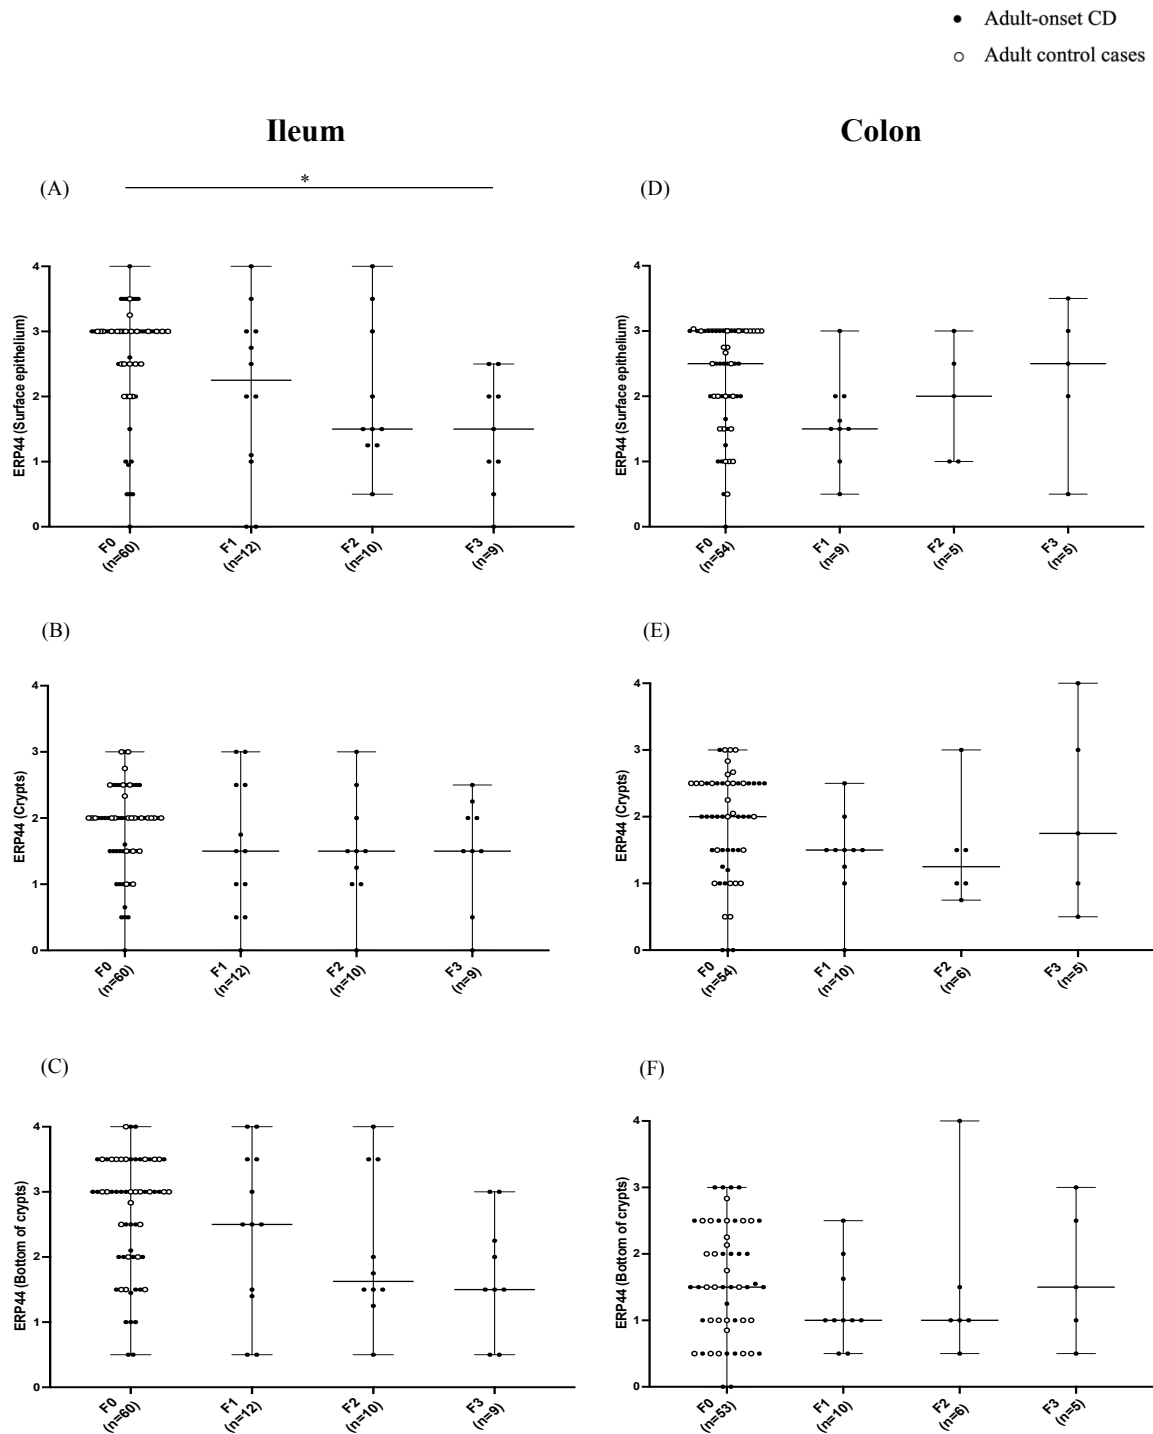 Adult-onset CD
Adult control cases
Ileum
Colon
(A)
*
ERP44 (Surface epithelium)
4
3
2
1
0
F0
(n=60)
F1
(n=12)
F2
(n=10)
F3
(n=9)
(D)
ERP44 (Surface epithelium)
4
3
2
1
0
F0
(n=54)
F1
(n=9)
F2
(n=5)
F3
(n=5)
(B)
ERP44 (Crypts)
4
3
2
1
0
F0
(n=60)
F1
(n=12)
F2
(n=10)
F3
(n=9)
(E)
ERP44 (Crypts)
4
3
2
1
0
F0
(n=54)
F1
(n=10)
F2
(n=6)
F3
(n=5)
(C)
ERP44 (Bottom of crypts)
4
3
2
1
0
F0
(n=60)
F1
(n=12)
F2
(n=10)
F3
(n=9)
(F)
ERP44 (Bottom of crypts)
4
3
2
1
0
F0
(n=53)
F1
(n=10)
F2
(n=6)
F3
(n=5)